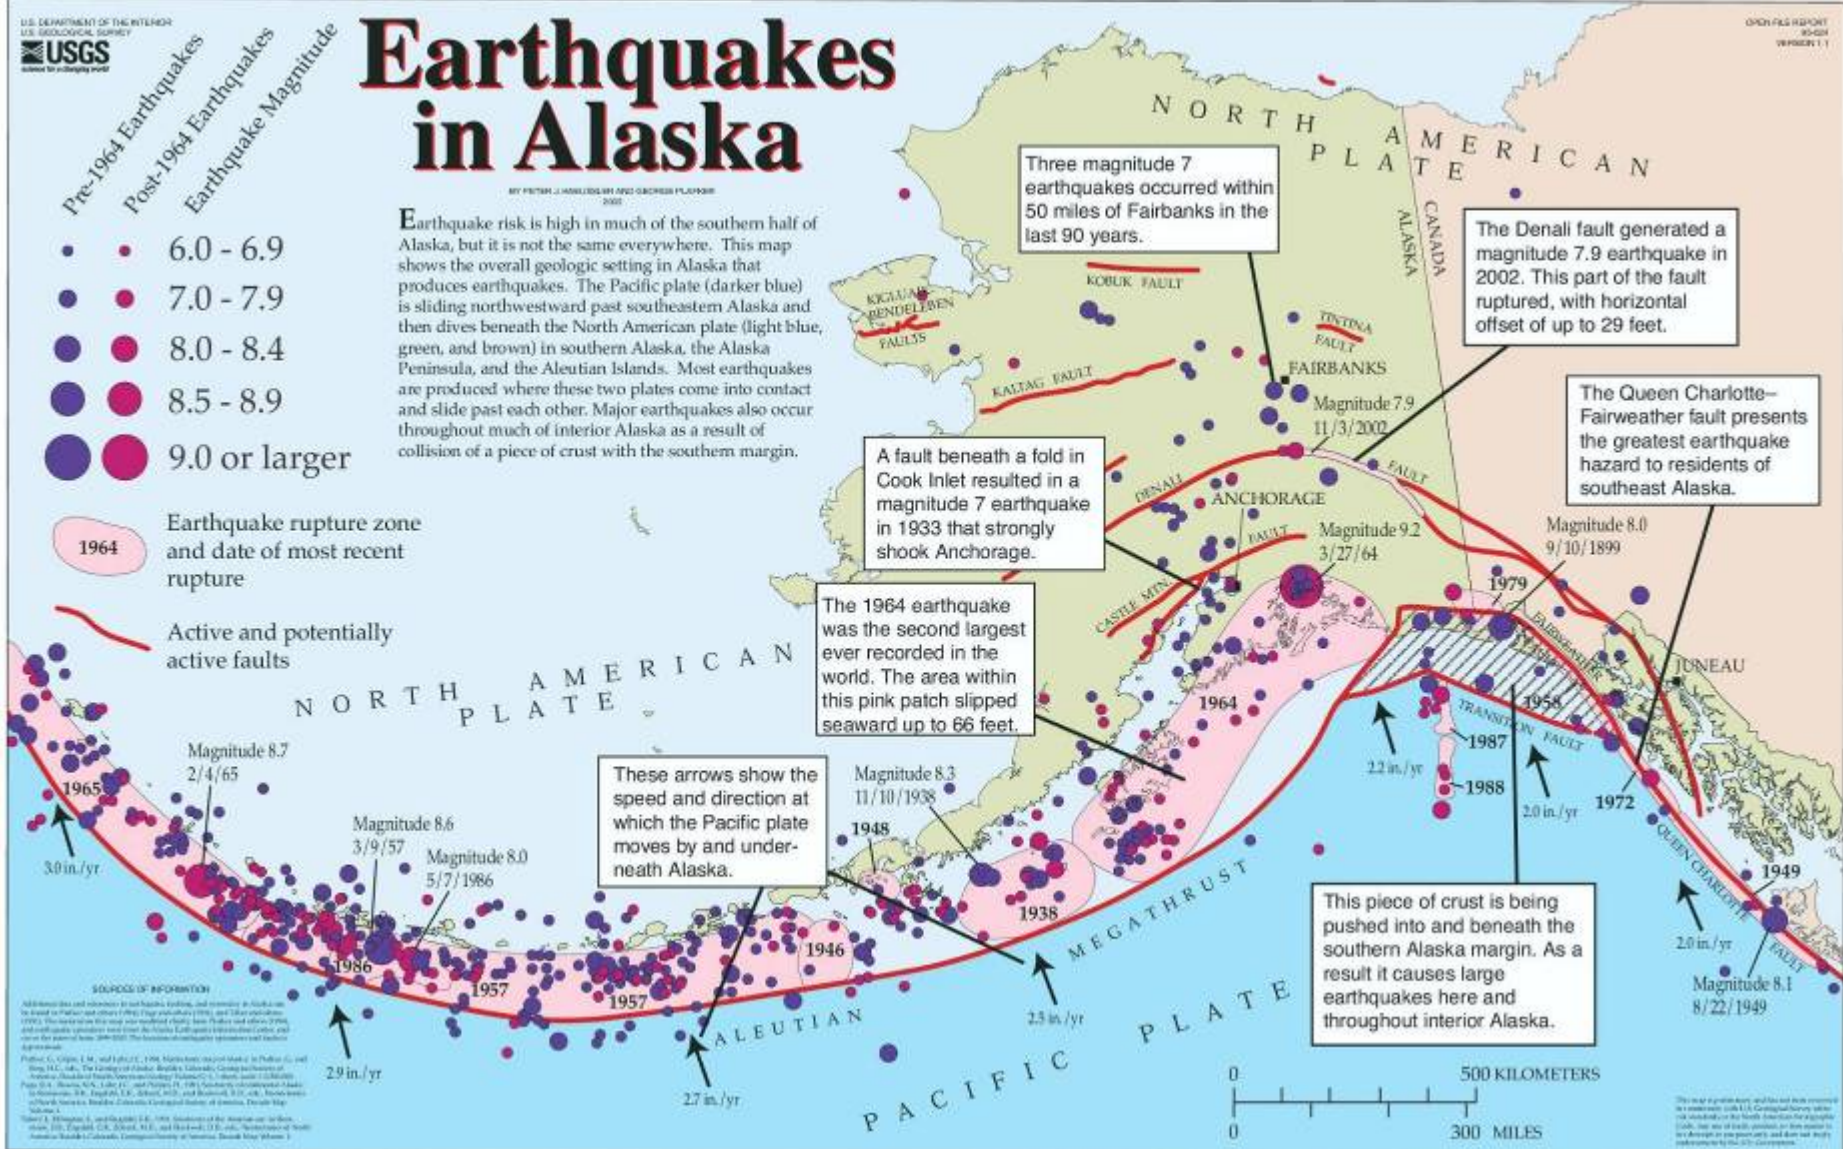 U.S. DEPARTMENT OF THE INTERIOR
U.S. GEOLOGICAL SURVEY
USGS
science for a changing world
OPEN-FILE REPORT
VERSION 1.1
Earthquakes
in Alaska
BY PETER J. HAEUSSLER AND GEORGE PLAFKER
2002
Pre-1964 Earthquakes
Post-1964 Earthquakes
Earthquake Magnitude
6.0 - 6.9
7.0 - 7.9
8.0 - 8.4
8.5 - 8.9
9.0 or larger
1964
Earthquake rupture zone
and date of most recent
rupture
Active and potentially
active faults
Earthquake risk is high in much of the southern half of
Alaska, but it is not the same everywhere. This map
shows the overall geologic setting in Alaska that
produces earthquakes. The Pacific plate (darker blue)
is sliding northwestward past southeastern Alaska and
then dives beneath the North American plate (light blue,
green, and brown) in southern Alaska, the Alaska
Peninsula, and the Aleutian Islands. Most earthquakes
are produced where these two plates come into contact
and slide past each other. Major earthquakes also occur
throughout much of interior Alaska as a result of
collision of a piece of crust with the southern margin.
NORTH AMERICAN
PLATE
Three magnitude 7
earthquakes occurred within
50 miles of Fairbanks in the
last 90 years.
ALASKA
CANADA
The Denali fault generated a
magnitude 7.9 earthquake in
2002. This part of the fault
ruptured, with horizontal
offset of up to 29 feet.
KOBUK FAULT
KIGLUAIK
BENDELEBEN
FAULTS
TINTINA
FAULT
KALTAG FAULT
FAIRBANKS
Magnitude 7.9
11/3/2002
The Queen Charlotte–
Fairweather fault presents
the greatest earthquake
hazard to residents of
southeast Alaska.
A fault beneath a fold in
Cook Inlet resulted in a
magnitude 7 earthquake
in 1933 that strongly
shook Anchorage.
DENALI
FAULT
ANCHORAGE
Magnitude 9.2
3/27/64
Magnitude 8.0
9/10/1899
CASTLE MTN.
FAULT
1979
FAIRWEATHER
The 1964 earthquake
was the second largest
ever recorded in the
world. The area within
this pink patch slipped
seaward up to 66 feet.
NORTH AMERICAN
PLATE
JUNEAU
1964
1958
TRANSITION FAULT
1987
1988
2.2 in./yr
2.0 in./yr
1972
Magnitude 8.7
2/4/65
1965
3.0 in./yr
Magnitude 8.6
3/9/57
Magnitude 8.0
5/7/1986
These arrows show the
speed and direction at
which the Pacific plate
moves by and under-
neath Alaska.
Magnitude 8.3
11/10/1938
1948
1938
1946
1986
1957
1957
QUEEN CHARLOTTE
FAULT
1949
2.0 in./yr
Magnitude 8.1
8/22/1949
This piece of crust is being
pushed into and beneath the
southern Alaska margin. As a
result it causes large
earthquakes here and
throughout interior Alaska.
ALEUTIAN
MEGATHRUST
2.9 in./yr
2.7 in./yr
2.3 in./yr
PACIFIC PLATE
0 500 KILOMETERS
0 300 MILES
SOURCES OF INFORMATION